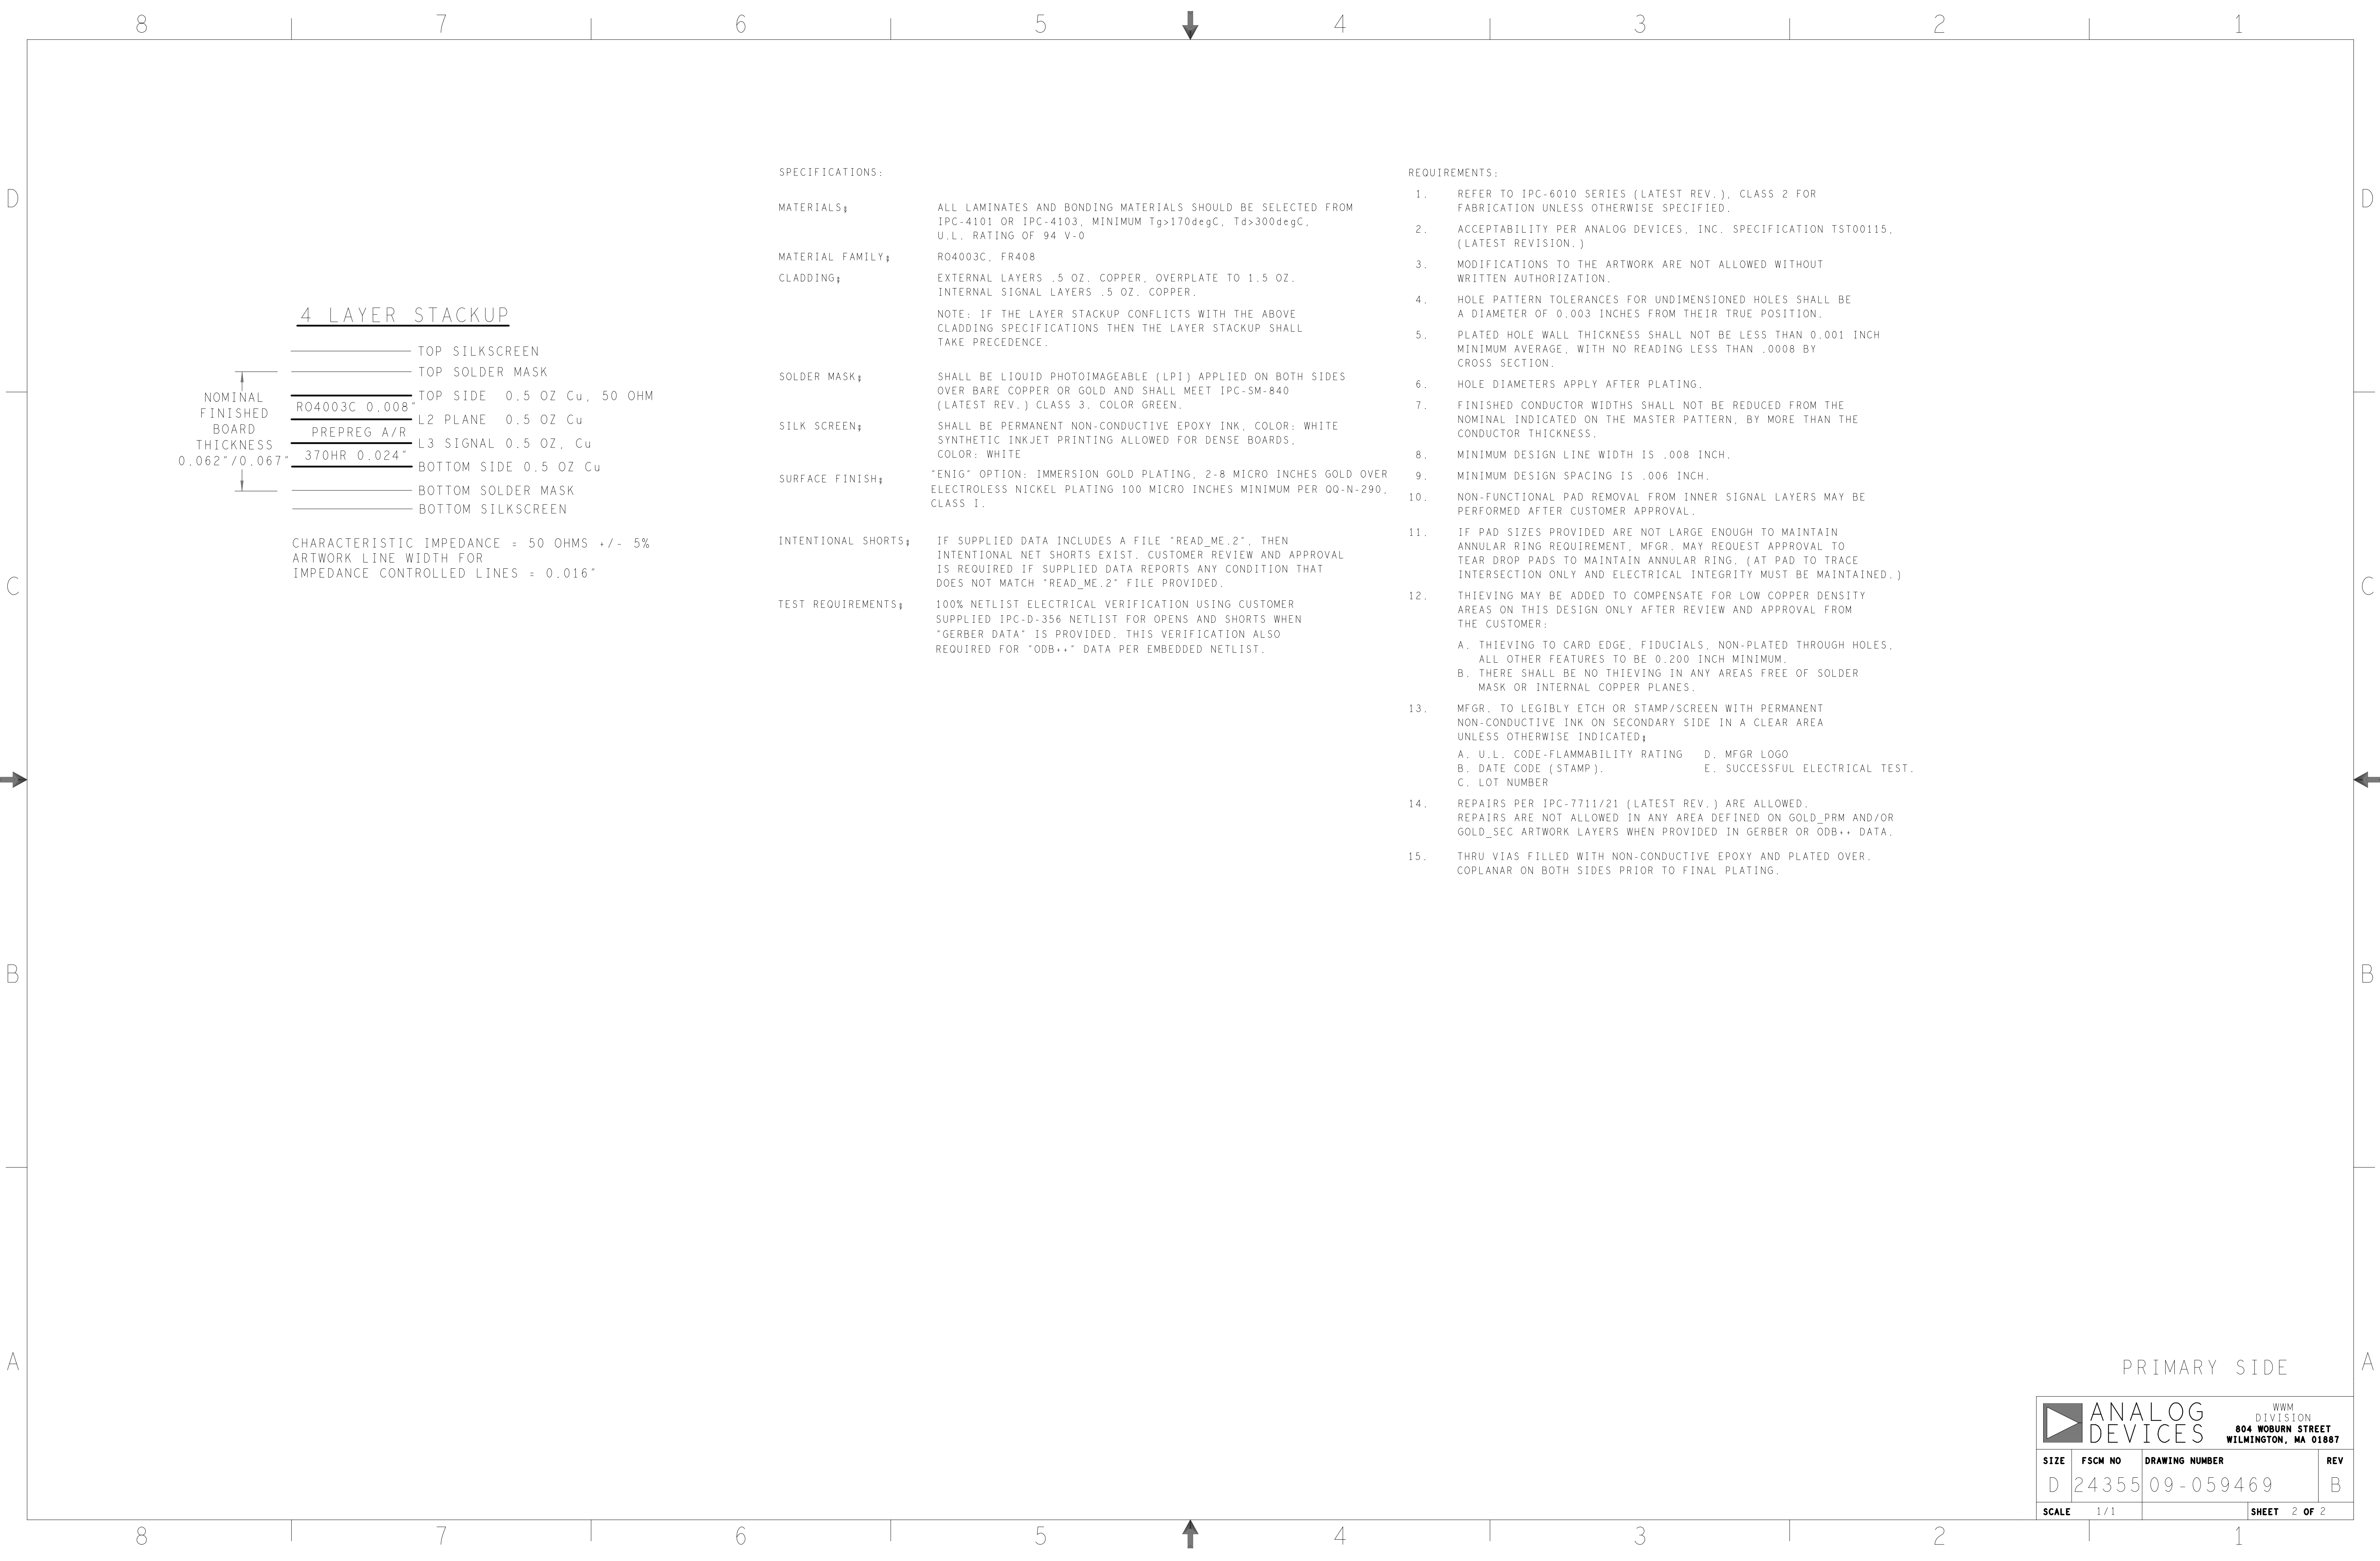 8 7 6 5 4 3 2 1
D
D
C
C
B
B
A
A
4 LAYER STACKUP
TOP SILKSCREEN
TOP SOLDER MASK
TOP SIDE 0.5 OZ Cu, 50 OHM
RO4003C 0.008"
L2 PLANE 0.5 OZ Cu
PREPREG A/R
L3 SIGNAL 0.5 OZ, Cu
370HR 0.024"
BOTTOM SIDE 0.5 OZ Cu
BOTTOM SOLDER MASK
BOTTOM SILKSCREEN
NOMINAL
FINISHED
BOARD
THICKNESS
0.062"/0.067"
CHARACTERISTIC IMPEDANCE = 50 OHMS +/- 5%
ARTWORK LINE WIDTH FOR
IMPEDANCE CONTROLLED LINES = 0.016"
SPECIFICATIONS:
MATERIALS: ALL LAMINATES AND BONDING MATERIALS SHOULD BE SELECTED FROM
IPC-4101 OR IPC-4103, MINIMUM Tg>170degC, Td>300degC,
U.L. RATING OF 94 V-0
MATERIAL FAMILY: RO4003C, FR408
CLADDING: EXTERNAL LAYERS .5 OZ. COPPER, OVERPLATE TO 1.5 OZ.
INTERNAL SIGNAL LAYERS .5 OZ. COPPER.
NOTE: IF THE LAYER STACKUP CONFLICTS WITH THE ABOVE
CLADDING SPECIFICATIONS THEN THE LAYER STACKUP SHALL
TAKE PRECEDENCE.
SOLDER MASK: SHALL BE LIQUID PHOTOIMAGEABLE (LPI) APPLIED ON BOTH SIDES
OVER BARE COPPER OR GOLD AND SHALL MEET IPC-SM-840
(LATEST REV.) CLASS 3. COLOR GREEN.
SILK SCREEN: SHALL BE PERMANENT NON-CONDUCTIVE EPOXY INK, COLOR: WHITE
SYNTHETIC INKJET PRINTING ALLOWED FOR DENSE BOARDS,
COLOR: WHITE
SURFACE FINISH: "ENIG" OPTION: IMMERSION GOLD PLATING, 2-8 MICRO INCHES GOLD OVER
ELECTROLESS NICKEL PLATING 100 MICRO INCHES MINIMUM PER QQ-N-290,
CLASS I.
INTENTIONAL SHORTS: IF SUPPLIED DATA INCLUDES A FILE "READ_ME.2", THEN
INTENTIONAL NET SHORTS EXIST. CUSTOMER REVIEW AND APPROVAL
IS REQUIRED IF SUPPLIED DATA REPORTS ANY CONDITION THAT
DOES NOT MATCH "READ_ME.2" FILE PROVIDED.
TEST REQUIREMENTS: 100% NETLIST ELECTRICAL VERIFICATION USING CUSTOMER
SUPPLIED IPC-D-356 NETLIST FOR OPENS AND SHORTS WHEN
"GERBER DATA" IS PROVIDED. THIS VERIFICATION ALSO
REQUIRED FOR "ODB++" DATA PER EMBEDDED NETLIST.
REQUIREMENTS:
1. REFER TO IPC-6010 SERIES (LATEST REV.), CLASS 2 FOR
FABRICATION UNLESS OTHERWISE SPECIFIED.
2. ACCEPTABILITY PER ANALOG DEVICES, INC. SPECIFICATION TST00115,
(LATEST REVISION.)
3. MODIFICATIONS TO THE ARTWORK ARE NOT ALLOWED WITHOUT
WRITTEN AUTHORIZATION.
4. HOLE PATTERN TOLERANCES FOR UNDIMENSIONED HOLES SHALL BE
A DIAMETER OF 0.003 INCHES FROM THEIR TRUE POSITION.
5. PLATED HOLE WALL THICKNESS SHALL NOT BE LESS THAN 0.001 INCH
MINIMUM AVERAGE, WITH NO READING LESS THAN .0008 BY
CROSS SECTION.
6. HOLE DIAMETERS APPLY AFTER PLATING.
7. FINISHED CONDUCTOR WIDTHS SHALL NOT BE REDUCED FROM THE
NOMINAL INDICATED ON THE MASTER PATTERN, BY MORE THAN THE
CONDUCTOR THICKNESS.
8. MINIMUM DESIGN LINE WIDTH IS .008 INCH.
9. MINIMUM DESIGN SPACING IS .006 INCH.
10. NON-FUNCTIONAL PAD REMOVAL FROM INNER SIGNAL LAYERS MAY BE
PERFORMED AFTER CUSTOMER APPROVAL.
11. IF PAD SIZES PROVIDED ARE NOT LARGE ENOUGH TO MAINTAIN
ANNULAR RING REQUIREMENT, MFGR. MAY REQUEST APPROVAL TO
TEAR DROP PADS TO MAINTAIN ANNULAR RING. (AT PAD TO TRACE
INTERSECTION ONLY AND ELECTRICAL INTEGRITY MUST BE MAINTAINED.)
12. THIEVING MAY BE ADDED TO COMPENSATE FOR LOW COPPER DENSITY
AREAS ON THIS DESIGN ONLY AFTER REVIEW AND APPROVAL FROM
THE CUSTOMER:
A. THIEVING TO CARD EDGE, FIDUCIALS, NON-PLATED THROUGH HOLES,
ALL OTHER FEATURES TO BE 0.200 INCH MINIMUM.
B. THERE SHALL BE NO THIEVING IN ANY AREAS FREE OF SOLDER
MASK OR INTERNAL COPPER PLANES.
13. MFGR. TO LEGIBLY ETCH OR STAMP/SCREEN WITH PERMANENT
NON-CONDUCTIVE INK ON SECONDARY SIDE IN A CLEAR AREA
UNLESS OTHERWISE INDICATED:
A. U.L. CODE-FLAMMABILITY RATING D. MFGR LOGO
B. DATE CODE (STAMP). E. SUCCESSFUL ELECTRICAL TEST.
C. LOT NUMBER
14. REPAIRS PER IPC-7711/21 (LATEST REV.) ARE ALLOWED.
REPAIRS ARE NOT ALLOWED IN ANY AREA DEFINED ON GOLD_PRM AND/OR
GOLD_SEC ARTWORK LAYERS WHEN PROVIDED IN GERBER OR ODB++ DATA.
15. THRU VIAS FILLED WITH NON-CONDUCTIVE EPOXY AND PLATED OVER.
COPLANAR ON BOTH SIDES PRIOR TO FINAL PLATING.
PRIMARY SIDE
ANALOG
DEVICES
WWM
DIVISION
804 WOBURN STREET
WILMINGTON, MA 01887
SIZE FSCM NO DRAWING NUMBER REV
D 24355 09-059469 B
SCALE 1/1 SHEET 2 OF 2
8 7 6 5 4 3 2 1